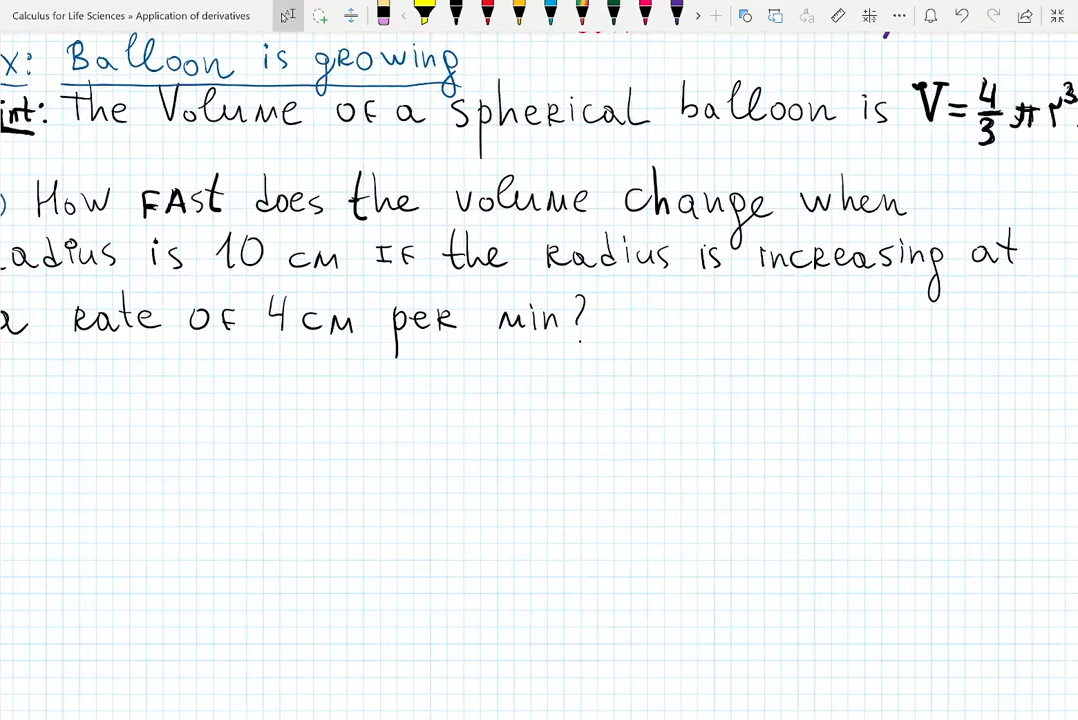 Calculus for Life Sciences » Application of derivatives
x: Balloon is growing
int: The Volume of a spherical balloon is V = 4/3 π r³
) How FAst does the volume change when
radius is 10 cm IF the radius is increasing at
a rate of 4 cm per min?